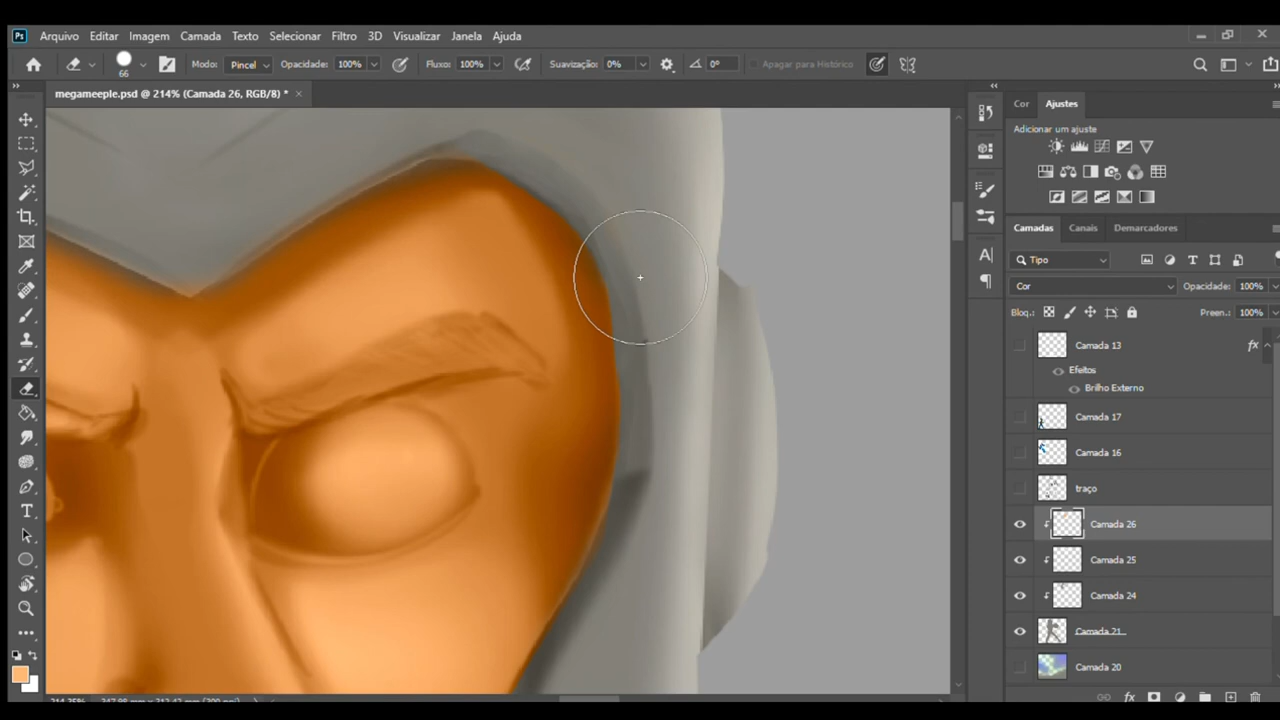 Ps Arquivo Editar Imagem Camada Texto Selecionar Filtro 3D Visualizar Janela Ajuda
66 Modo: Pincel Opacidade: 100% Fluxo: 100% Suavização: 0% 0° Apagar para Histórico
megameeple.psd @ 214% (Camada 26, RGB/8) * ×
Cor Ajustes
Adicionar um ajuste
Camadas Canais Demarcadores
Tipo
Cor Opacidade: 100%
Bloq.: Preen.: 100%
Camada 13 fx
Efeitos
Brilho Externo
Camada 17
Camada 16
traço
Camada 26
Camada 25
Camada 24
Camada 21
Camada 20